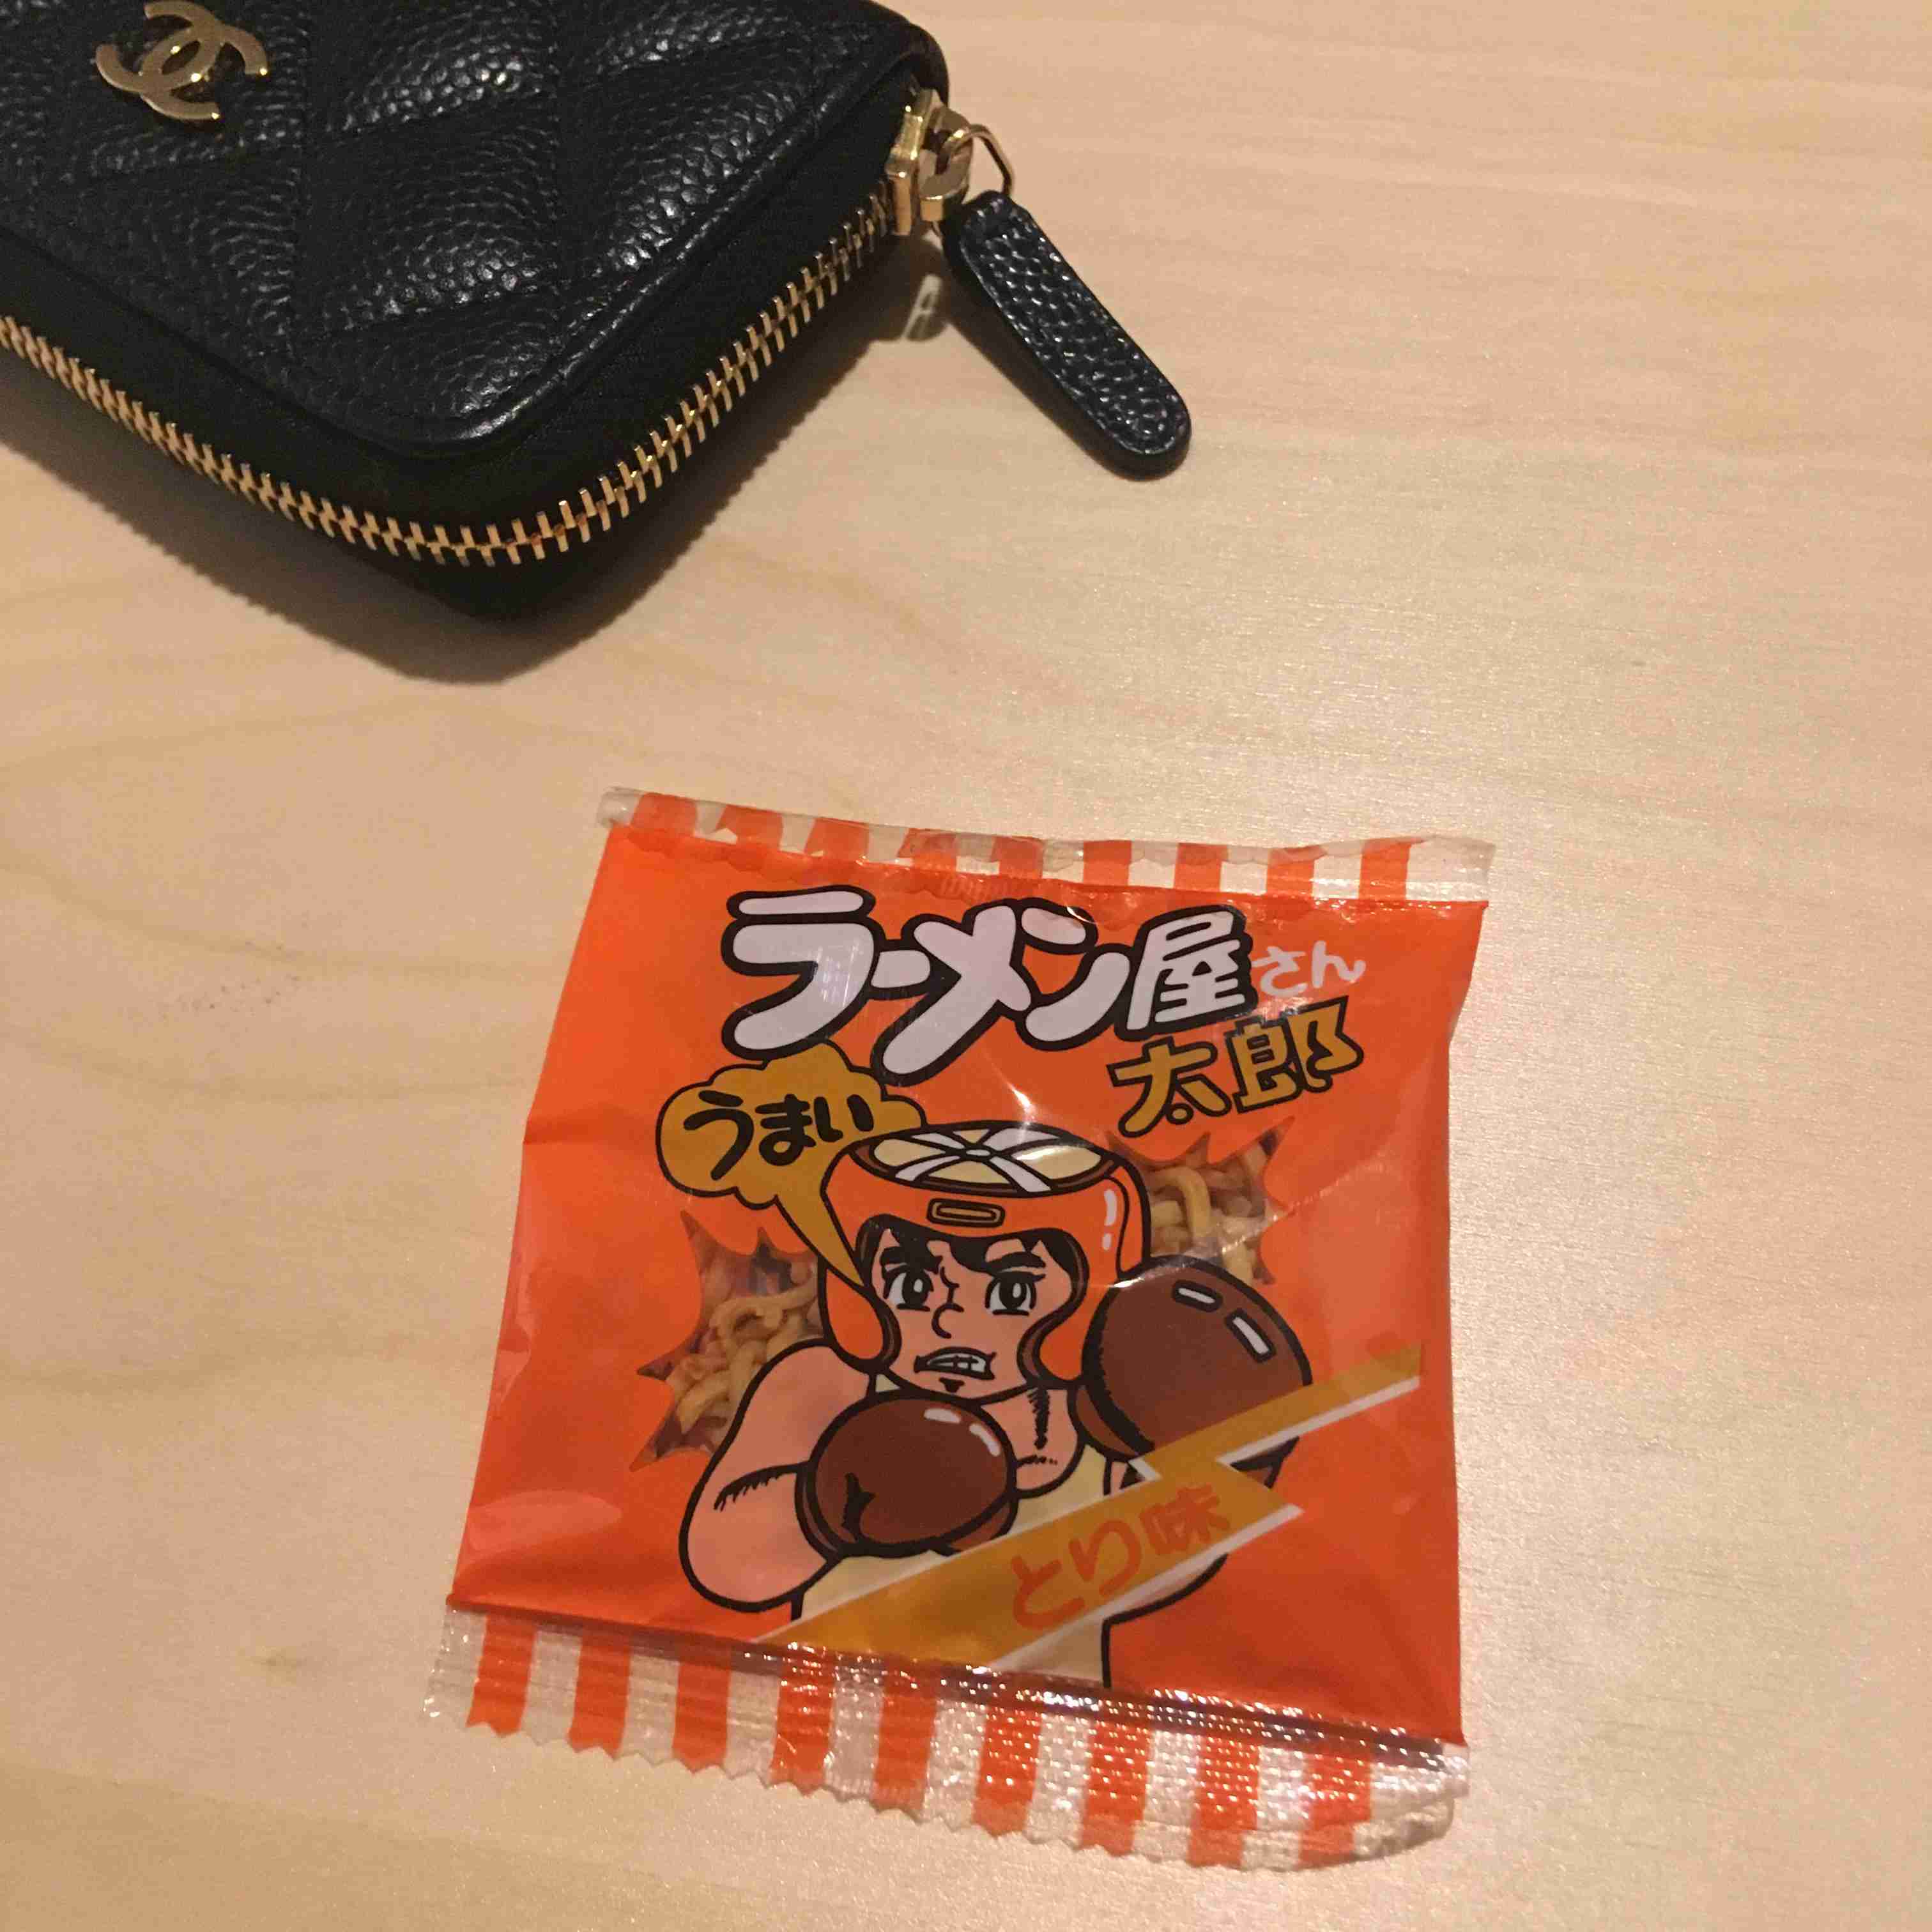 ラーメン屋さん
太郎
うまい
とり味